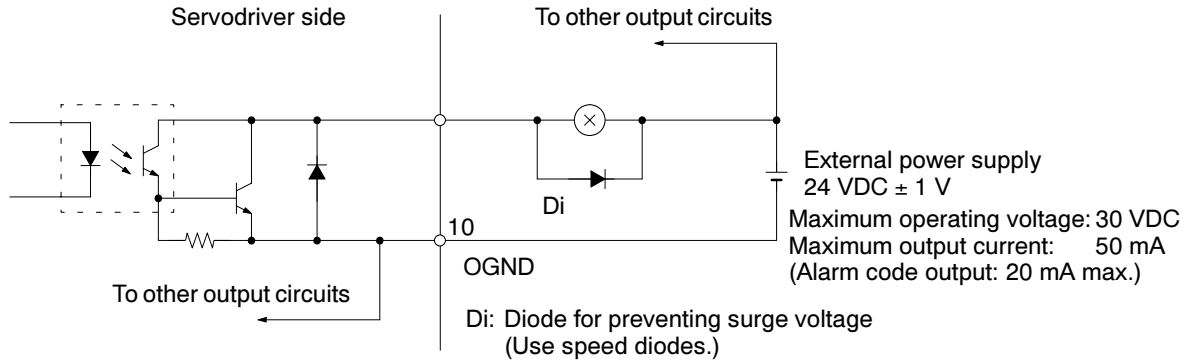 Servodriver side
To other output circuits
External power supply
24 VDC ± 1 V
Di
Maximum operating voltage: 30 VDC
10
Maximum output current: 50 mA
OGND
(Alarm code output: 20 mA max.)
To other output circuits
Di: Diode for preventing surge voltage
(Use speed diodes.)